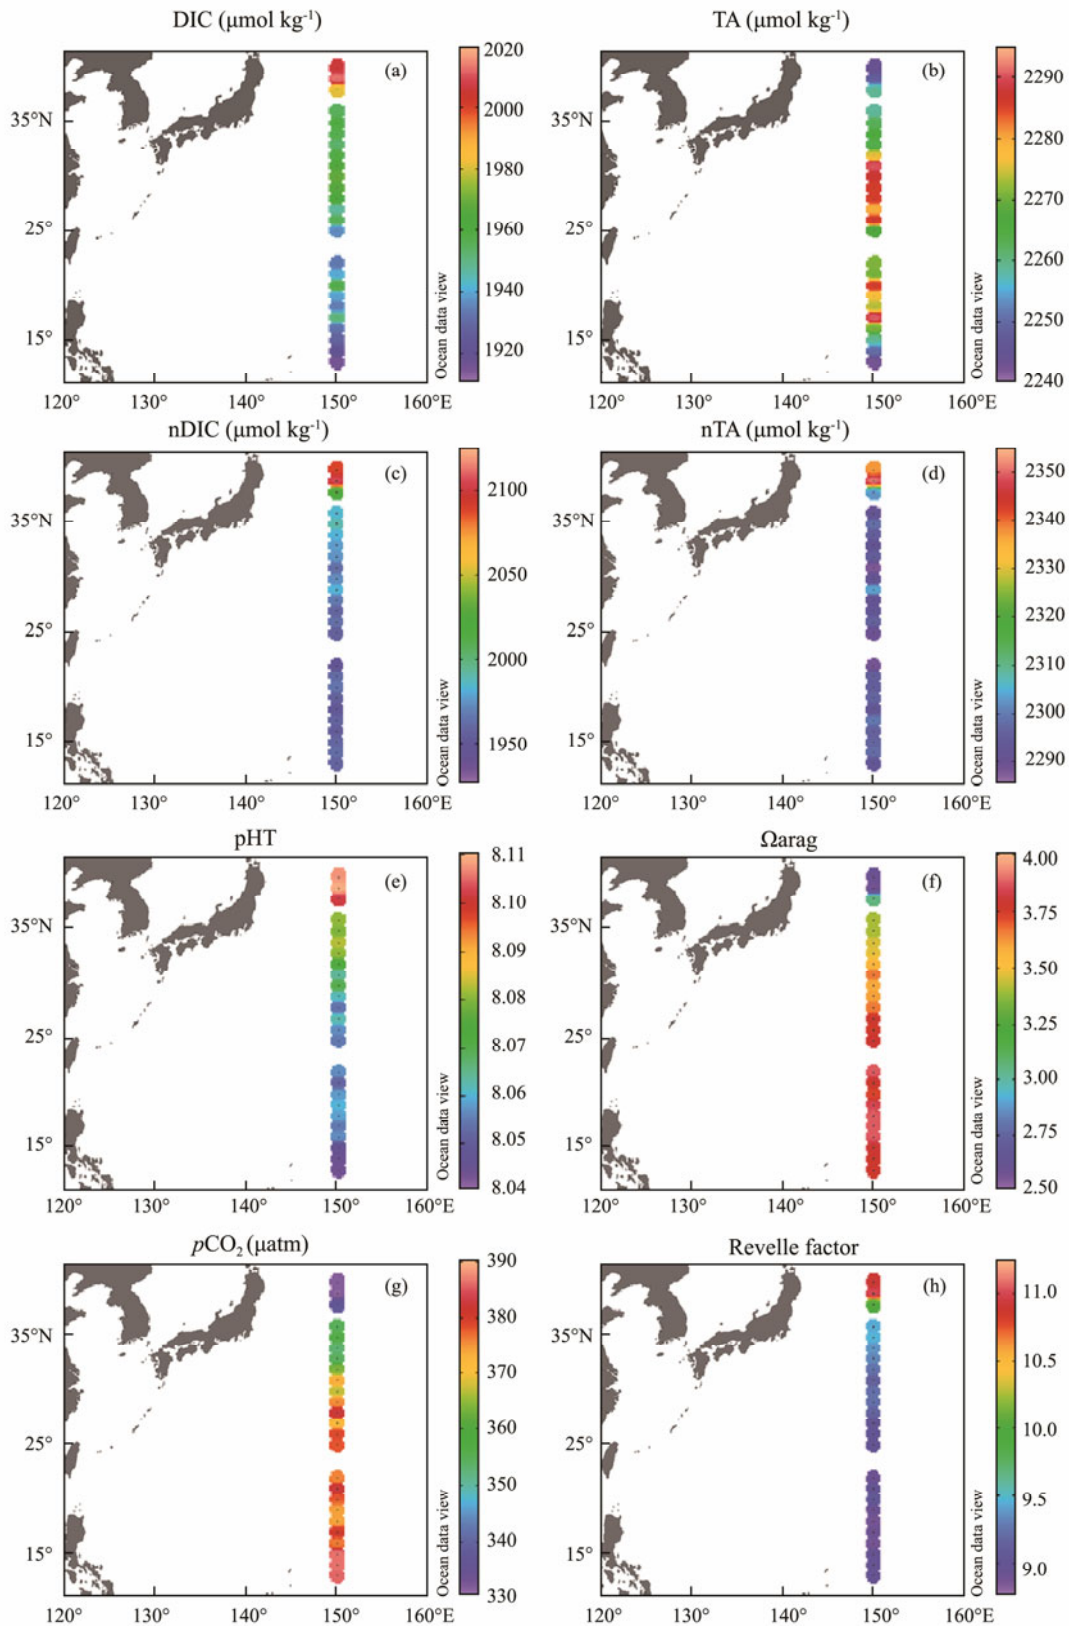 DIC (μmol kg⁻¹)
TA (μmol kg⁻¹)
(a)
2020
2000
1980
1960
1940
1920
35°N
25°
15°
120°
130°
140°
150°
160°E
Ocean data view
(b)
2290
2280
2270
2260
2250
2240
35°N
25°
15°
120°
130°
140°
150°
160°E
Ocean data view
nDIC (μmol kg⁻¹)
nTA (μmol kg⁻¹)
(c)
2100
2050
2000
1950
35°N
25°
15°
120°
130°
140°
150°
160°E
Ocean data view
(d)
2350
2340
2330
2320
2310
2300
2290
35°N
25°
15°
120°
130°
140°
150°
160°E
Ocean data view
pHT
Ωarag
(e)
8.11
8.10
8.09
8.08
8.07
8.06
8.05
8.04
35°N
25°
15°
120°
130°
140°
150°
160°E
Ocean data view
(f)
4.00
3.75
3.50
3.25
3.00
2.75
2.50
35°N
25°
15°
120°
130°
140°
150°
160°E
Ocean data view
pCO₂ (μatm)
Revelle factor
(g)
390
380
370
360
350
340
330
35°N
25°
15°
120°
130°
140°
150°
160°E
Ocean data view
(h)
11.0
10.5
10.0
9.5
9.0
35°N
25°
15°
120°
130°
140°
150°
160°E
Ocean data view